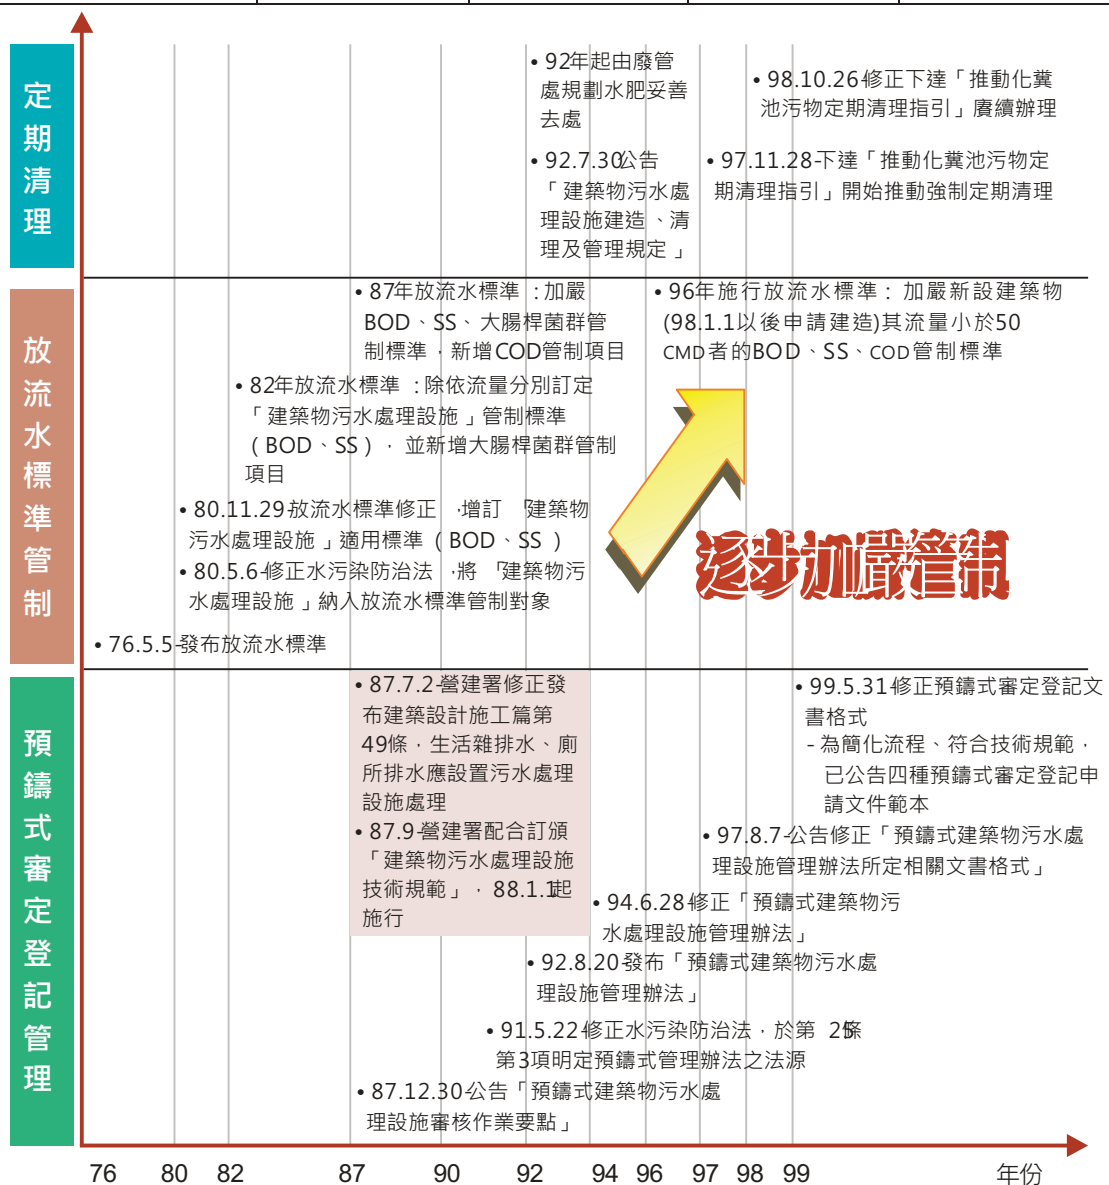 定期清理
• 92年起由廢管
處規劃水肥妥善
去處
• 98.10.26-修正下達「推動化糞
池污物定期清理指引」賡續辦理
• 92.7.30-公告
「建築物污水處
理設施建造、清
理及管理規定」
• 97.11.28-下達「推動化糞池污物定
期清理指引」開始推動強制定期清理
放流水標準管制
• 87年放流水標準:加嚴
BOD、SS、大腸桿菌群管
制標準，新增COD管制項目
• 96年施行放流水標準:加嚴新設建築物
(98.1.1以後申請建造)其流量小於50
CMD者的BOD、SS、COD管制標準
• 82年放流水標準:除依流量分別訂定
「建築物污水處理設施」管制標準
(BOD、SS)，並新增大腸桿菌群管制
項目
• 80.11.29-放流水標準修正，增訂「建築物
污水處理設施」適用標準(BOD、SS)
• 80.5.6-修正水污染防治法，將「建築物污
水處理設施」納入放流水標準管制對象
• 76.5.5-發布放流水標準
逐步加嚴管制
預鑄式審定登記管理
• 87.7.2-營建署修正發
布建築設計施工篇第
49條，生活雜排水、廁
所排水應設置污水處理
設施處理
• 87.9-營建署配合訂頒
「建築物污水處理設施
技術規範」，88.1.1起
施行
• 99.5.31-修正預鑄式審定登記文
書格式
- 為簡化流程、符合技術規範，
已公告四種預鑄式審定登記申
請文件範本
• 97.8.7-公告修正「預鑄式建築物污水處
理設施管理辦法所定相關文書格式」
• 94.6.28-修正「預鑄式建築物污
水處理設施管理辦法」
• 92.8.20-發布「預鑄式建築物污水處
理設施管理辦法」
• 91.5.22-修正水污染防治法，於第25條
第3項明定預鑄式管理辦法之法源
• 87.12.30-公告「預鑄式建築物污水處
理設施審核作業要點」
76 80 82 87 90 92 94 96 97 98 99 年份